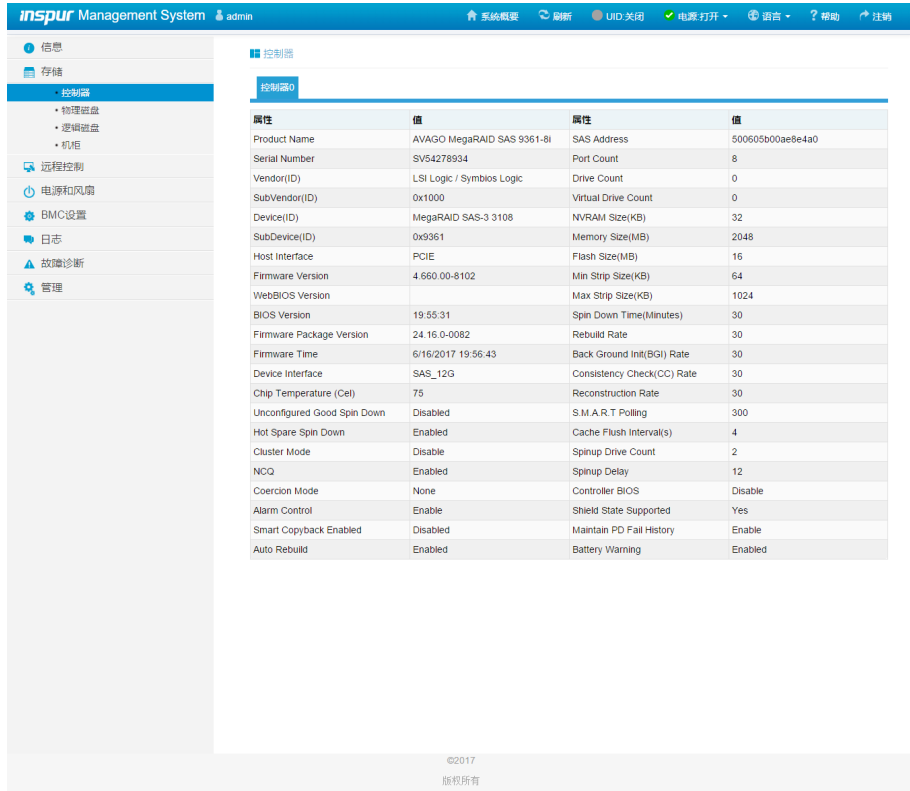 inspur Management System admin 系统概要 刷新 UID:关闭 电源:打开 语言 ?帮助 注销
信息
存储
• 控制器
• 物理磁盘
• 逻辑磁盘
• 机柜
远程控制
电源和风扇
BMC设置
日志
故障诊断
管理
控制器
控制器0
属性 值 属性 值
Product Name AVAGO MegaRAID SAS 9361-8i SAS Address 500605b00ae8e4a0
Serial Number SV54278934 Port Count 8
Vendor(ID) LSI Logic / Symbios Logic Drive Count 0
SubVendor(ID) 0x1000 Virtual Drive Count 0
Device(ID) MegaRAID SAS-3 3108 NVRAM Size(KB) 32
SubDevice(ID) 0x9361 Memory Size(MB) 2048
Host Interface PCIE Flash Size(MB) 16
Firmware Version 4.660.00-8102 Min Strip Size(KB) 64
WebBIOS Version Max Strip Size(KB) 1024
BIOS Version 19:55:31 Spin Down Time(Minutes) 30
Firmware Package Version 24.16.0-0082 Rebuild Rate 30
Firmware Time 6/16/2017 19:56:43 Back Ground Init(BGI) Rate 30
Device Interface SAS_12G Consistency Check(CC) Rate 30
Chip Temperature (Cel) 75 Reconstruction Rate 30
Unconfigured Good Spin Down Disabled S.M.A.R.T Polling 300
Hot Spare Spin Down Enabled Cache Flush Interval(s) 4
Cluster Mode Disable Spinup Drive Count 2
NCQ Enabled Spinup Delay 12
Coercion Mode None Controller BIOS Disable
Alarm Control Enable Shield State Supported Yes
Smart Copyback Enabled Disabled Maintain PD Fail History Enable
Auto Rebuild Enabled Battery Warning Enabled
©2017
版权所有